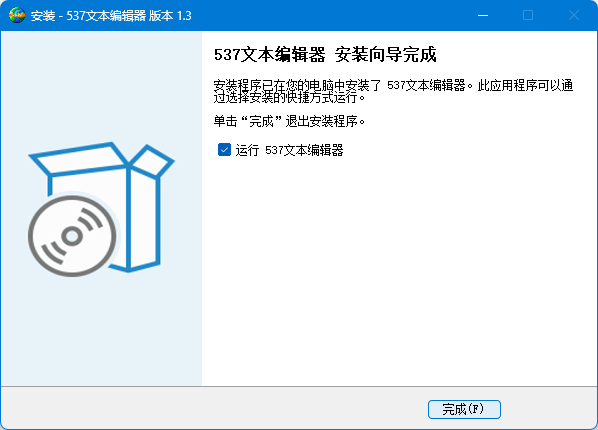 安装 - 537文本编辑器 版本 1.3
537文本编辑器 安装向导完成
安装程序已在您的电脑中安装了 537文本编辑器。此应用程序可以通
过选择安装的快捷方式运行。
单击“完成”退出安装程序。
运行 537文本编辑器
完成(F)